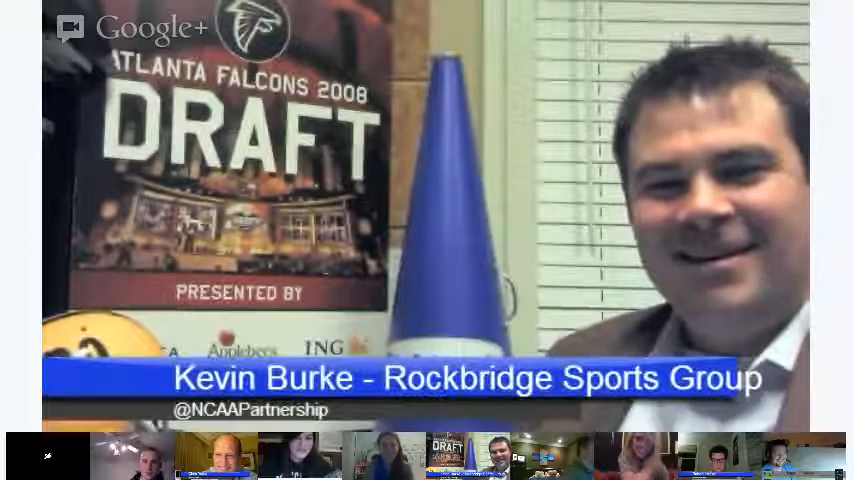 Google+
ATLANTA FALCONS 2008
DRAFT
PRESENTED BY
Applebee's
ING
Kevin Burke - Rockbridge Sports Group
@NCAAPartnership